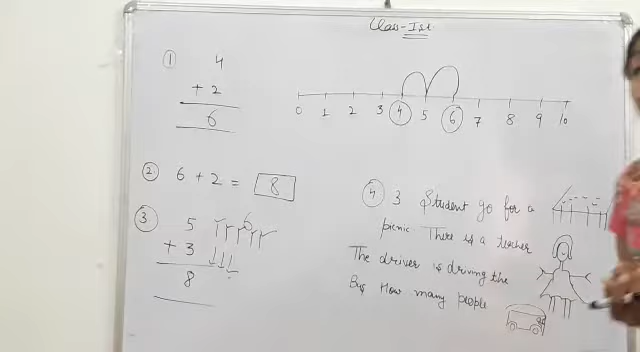 Class-Ist
① 4
+ 2
6
0 1 2 3 ④ 5 ⑥ 7 8 9 10
② 6 + 2 = 8
③ 5
+ 3
8
④ 3 Student go for a
picnic There is a teacher
The driver is driving the
Bus How many people